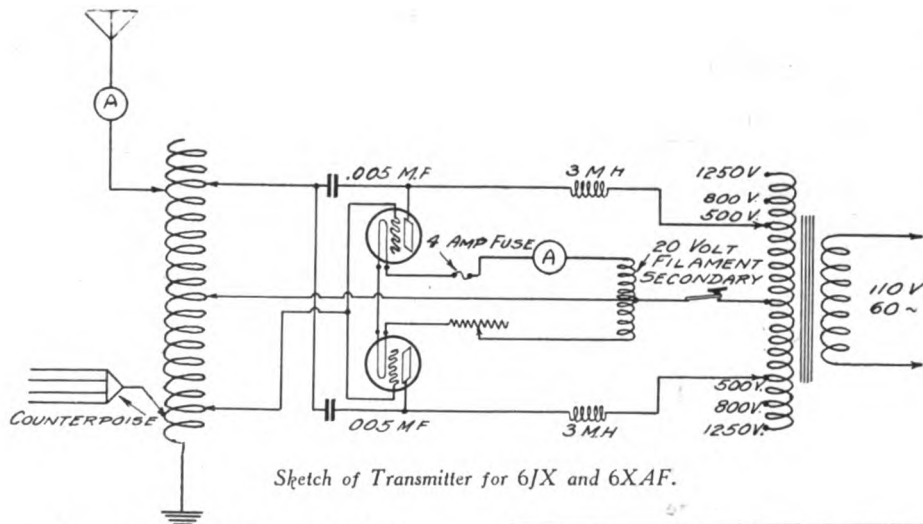 A
.005 M.F
3 M H
1250V
800 V.
500 V.
4 AMP FUSE
A
20 VOLT
FILAMENT
SECONDARY
110 V
60 ~
COUNTERPOISE
.005 M.F
3 M.H
500V.
800V.
1250V.
Sketch of Transmitter for 6JX and 6XAF.